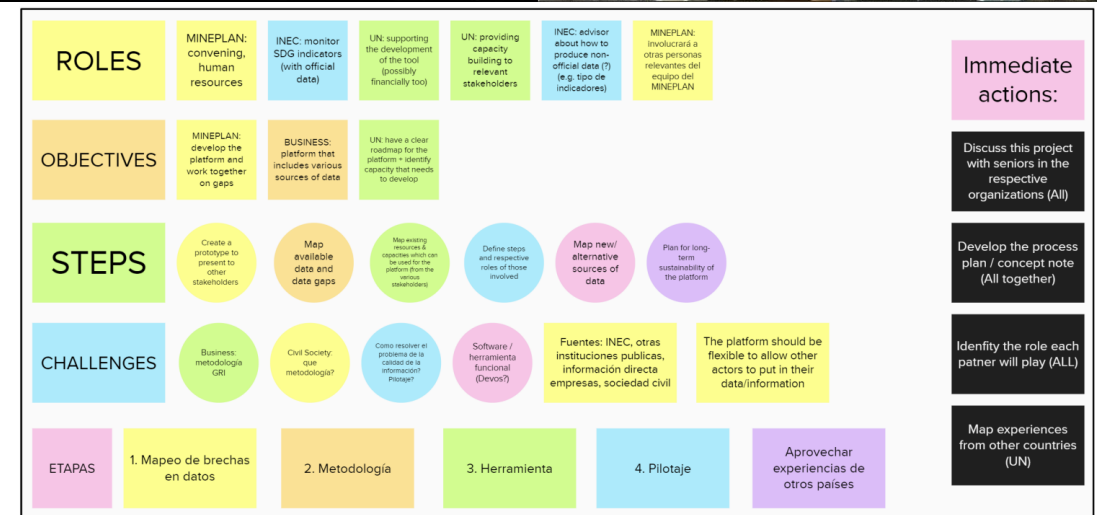 ROLES
MINEPLAN:
convening,
human
resources
INEC: monitor
SDG indicators
(with official
data)
UN: supporting
the development
of the tool
(possibly
financially too)
UN: providing
capacity
building to
relevant
stakeholders
INEC: advisor
about how to
produce non-
official data (?)
(e.g. tipo de
indicadores)
MINEPLAN:
involucrará a
otras personas
relevantes del
equipo del
MINEPLAN
OBJECTIVES
MINEPLAN:
develop the
platform and
work together
on gaps
BUSINESS:
platform that
includes various
sources of data
UN: have a clear
roadmap for the
platform + identify
capacity that needs
to develop
STEPS
Create a
prototype to
present to
other
stakeholders
Map
available
data and
data gaps
Map existing
resources &
capacities which can
be used for the
platform (from the
various
stakeholders)
Define steps
and respective
roles of those
involved
Map new/
alternative
sources of
data
Plan for long-
term
sustainability of
the platform
CHALLENGES
Business:
metodología
GRI
Civil Society:
que
metodología?
Como resolver el
problema de la
calidad de la
información?
Pilotaje?
Software /
herramienta
funcional
(Devos?)
Fuentes: INEC, otras
instituciones publicas,
información directa
empresas, sociedad civil
The platform should be
flexible to allow other
actors to put in their
data/information
ETAPAS
1. Mapeo de brechas
en datos
2. Metodología
3. Herramienta
4. Pilotaje
Aprovechar
experiencias de
otros países
Immediate
actions:
Discuss this project
with seniors in the
respective
organizations (All)
Develop the process
plan / concept note
(All together)
Idenfity the role each
patner will play (ALL)
Map experiences
from other countries
(UN)